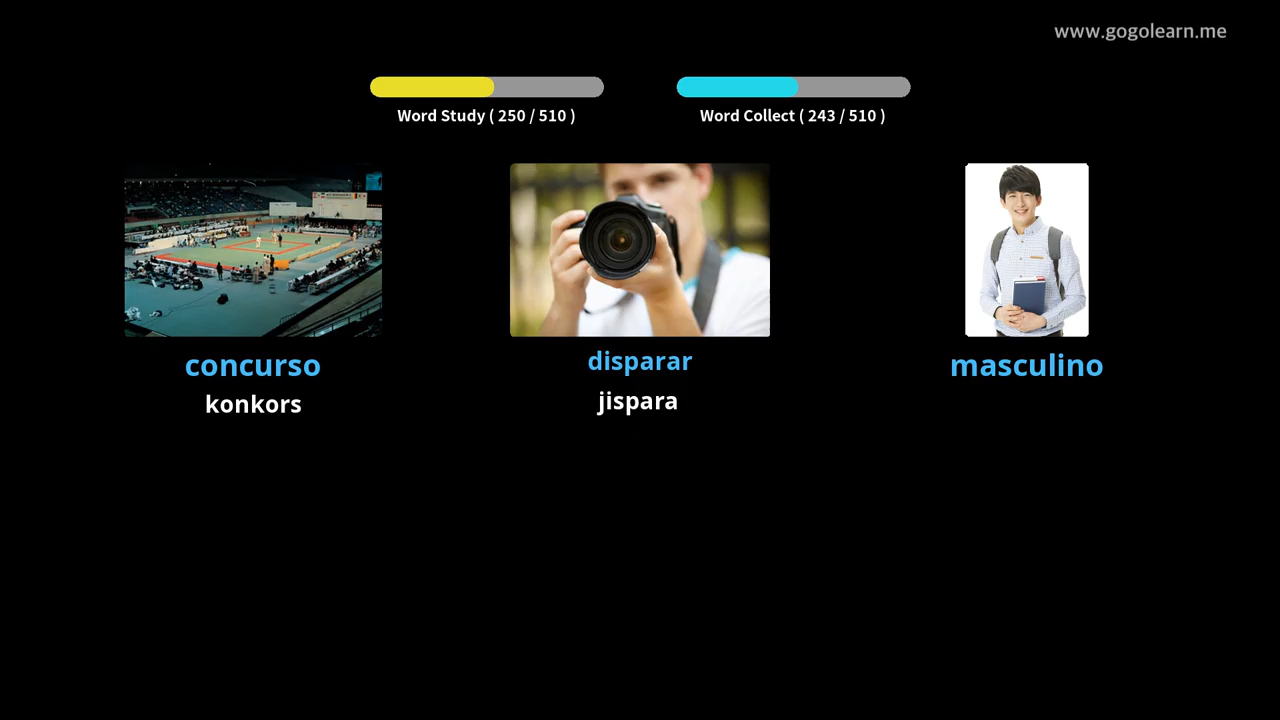 www.gogolearn.me
Word Study ( 250 / 510 )
Word Collect ( 243 / 510 )
concurso
konkors
disparar
jispara
masculino